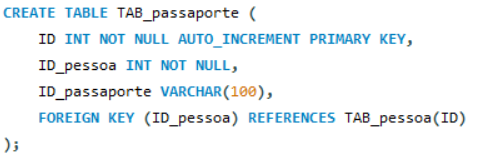 CREATE TABLE TAB_passaporte (
ID INT NOT NULL AUTO_INCREMENT PRIMARY KEY,
ID_pessoa INT NOT NULL,
ID_passaporte VARCHAR(100),
FOREIGN KEY (ID_pessoa) REFERENCES TAB_pessoa(ID)
);